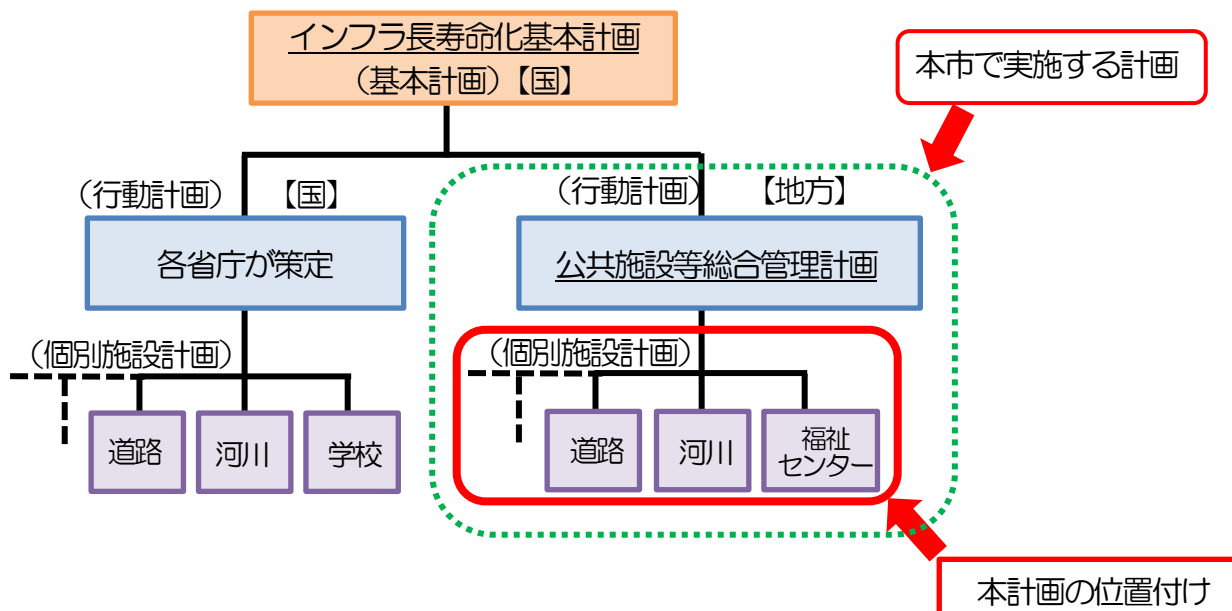 インフラ長寿命化基本計画
（基本計画）【国】
本市で実施する計画
（行動計画）　【国】
各省庁が策定
（個別施設計画）
道路
河川
学校
（行動計画）　【地方】
公共施設等総合管理計画
（個別施設計画）
道路
河川
福祉
センター
本計画の位置付け